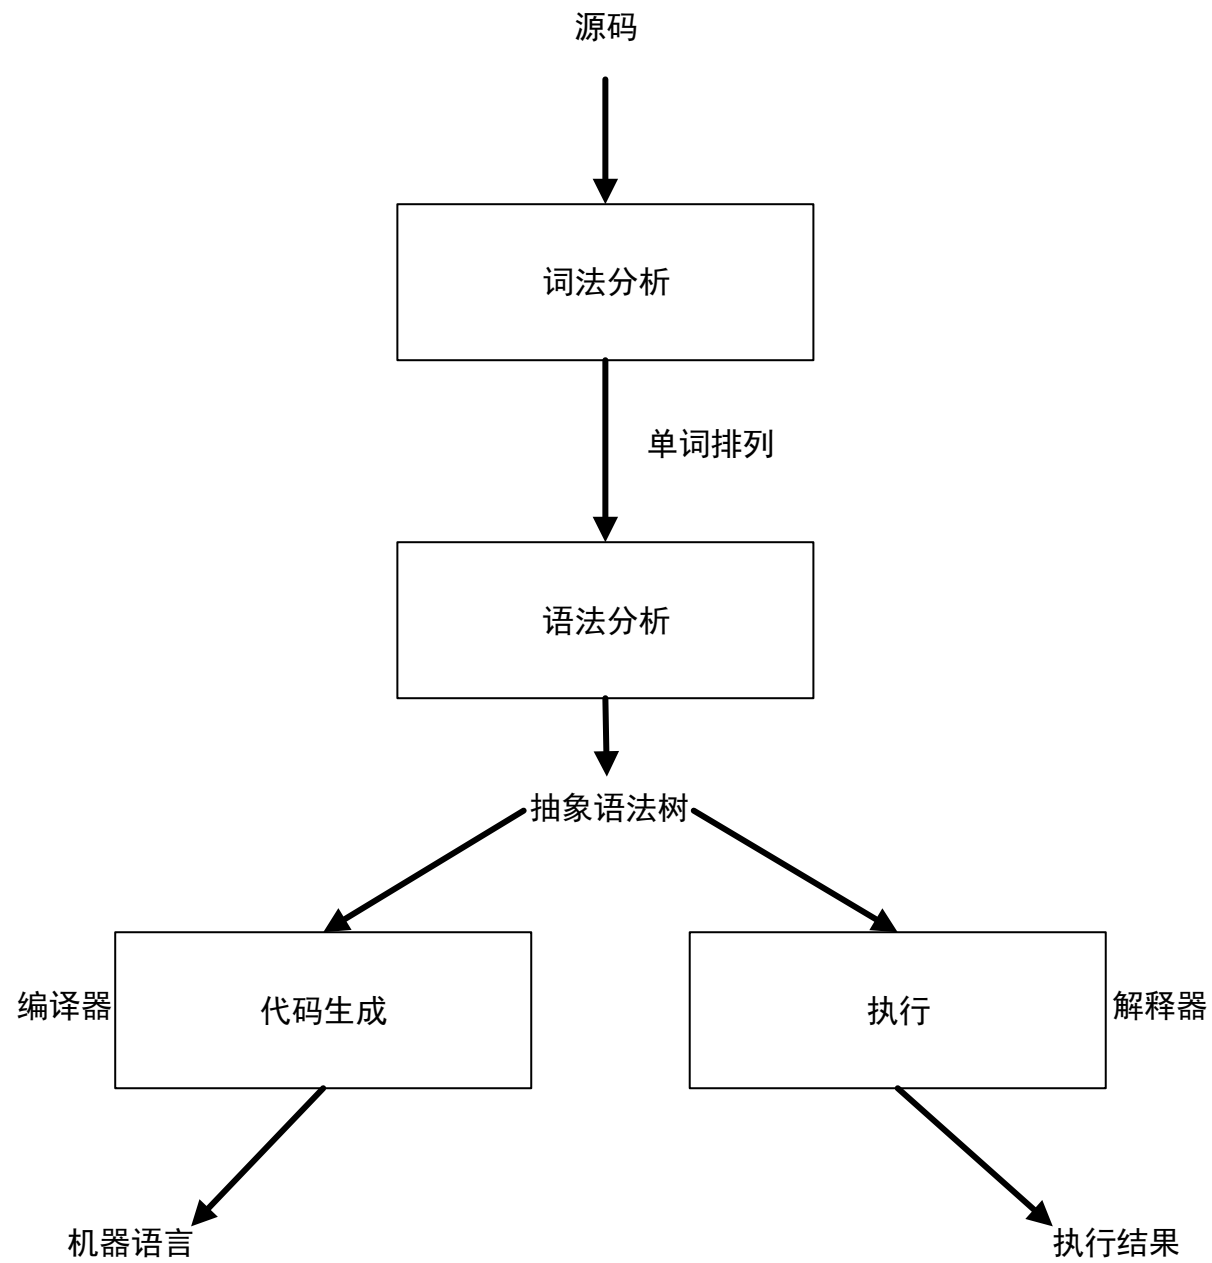 源码
词法分析
单词排列
语法分析
抽象语法树
编译器
代码生成
执行
解释器
机器语言
执行结果